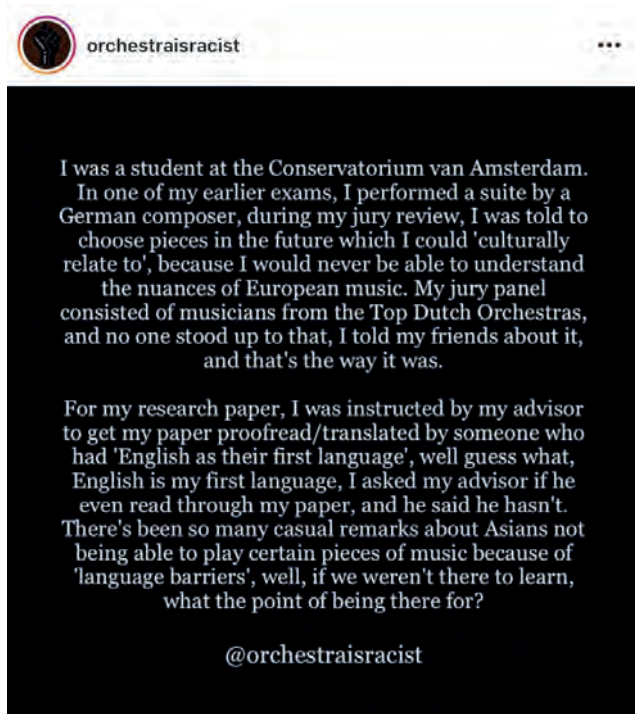 orchestraisracist
I was a student at the Conservatorium van Amsterdam.
In one of my earlier exams, I performed a suite by a
German composer, during my jury review, I was told to
choose pieces in the future which I could 'culturally
relate to', because I would never be able to understand
the nuances of European music. My jury panel
consisted of musicians from the Top Dutch Orchestras,
and no one stood up to that, I told my friends about it,
and that's the way it was.
For my research paper, I was instructed by my advisor
to get my paper proofread/translated by someone who
had 'English as their first language', well guess what,
English is my first language, I asked my advisor if he
even read through my paper, and he said he hasn't.
There's been so many casual remarks about Asians not
being able to play certain pieces of music because of
'language barriers', well, if we weren't there to learn,
what the point of being there for?
@orchestraisracist